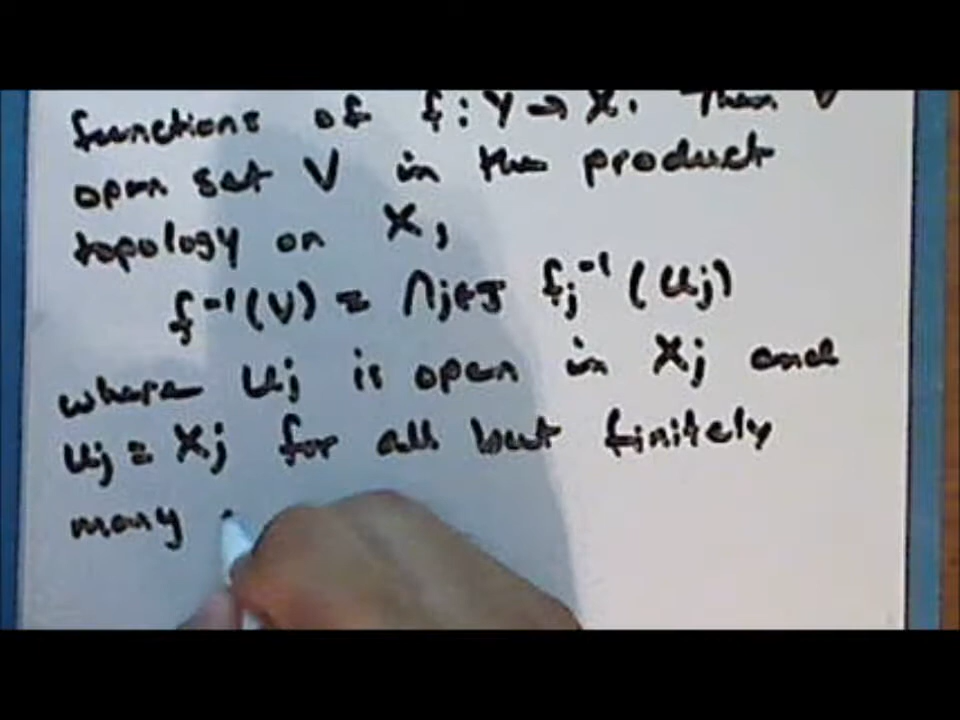 functions of f: Y → X. Then ∀
open set V in the product
topology on X,
f⁻¹(V) = ∩j∈J fj⁻¹(Uj)
where Uj is open in Xj and
Uj = Xj for all but finitely
many